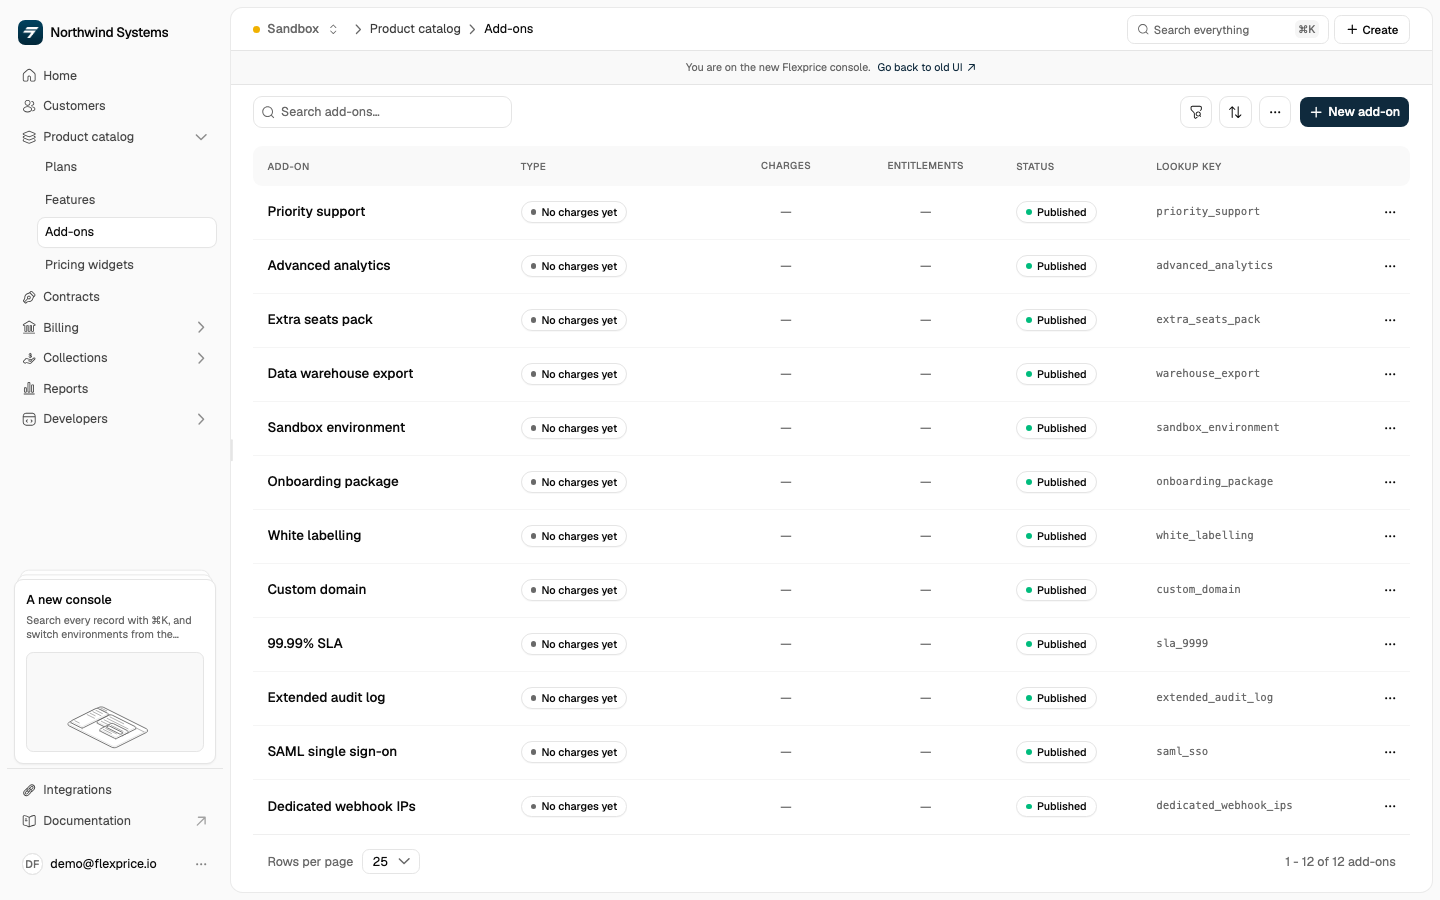 Northwind Systems
Home
Customers
Product catalog
Plans
Features
Add-ons
Pricing widgets
Contracts
Billing
Collections
Reports
Developers
A new console
Search every record with ⌘K, and
switch environments from the…
Integrations
Documentation
DF demo@flexprice.io
Sandbox Product catalog Add-ons
Search everything ⌘K
Create
You are on the new Flexprice console. Go back to old UI
Search add-ons…
New add-on
ADD-ON TYPE CHARGES ENTITLEMENTS STATUS LOOKUP KEY
Priority support No charges yet — — Published priority_support
Advanced analytics No charges yet — — Published advanced_analytics
Extra seats pack No charges yet — — Published extra_seats_pack
Data warehouse export No charges yet — — Published warehouse_export
Sandbox environment No charges yet — — Published sandbox_environment
Onboarding package No charges yet — — Published onboarding_package
White labelling No charges yet — — Published white_labelling
Custom domain No charges yet — — Published custom_domain
99.99% SLA No charges yet — — Published sla_9999
Extended audit log No charges yet — — Published extended_audit_log
SAML single sign-on No charges yet — — Published saml_sso
Dedicated webhook IPs No charges yet — — Published dedicated_webhook_ips
Rows per page 25
1 - 12 of 12 add-ons